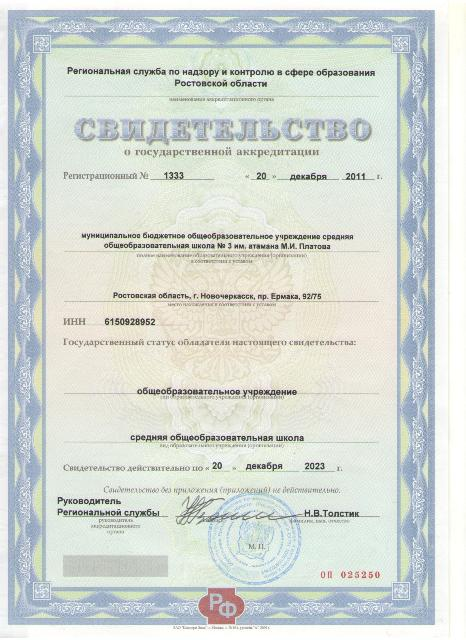 Региональная служба по надзору и контролю в сфере образования
Ростовской области
наименование аккредитационного органа
СВИДЕТЕЛЬСТВО
о государственной аккредитации
Регистрационный № 1333 « 20 » декабря 2011 г.
муниципальное бюджетное общеобразовательное учреждение средняя
общеобразовательная школа № 3 им. атамана М.И. Платова
полное наименование образовательного учреждения (организации)
в соответствии с уставом
Ростовская область, г. Новочеркасск, пр. Ермака, 92/75
место нахождения в соответствии с уставом
ИНН 6150928952
Государственный статус обладателя настоящего свидетельства:
общеобразовательное учреждение
тип образовательного учреждения (организации)
средняя общеобразовательная школа
вид образовательного учреждения (организации)
Свидетельство действительно по « 20 » декабря 2023 г.
Свидетельство без приложения (приложений) не действительно.
Руководитель
Региональной службы Н.В.Толстик
руководитель
аккредитационного
органа
фамилия, имя, отчество
М. П.
ОП 025250
РФ